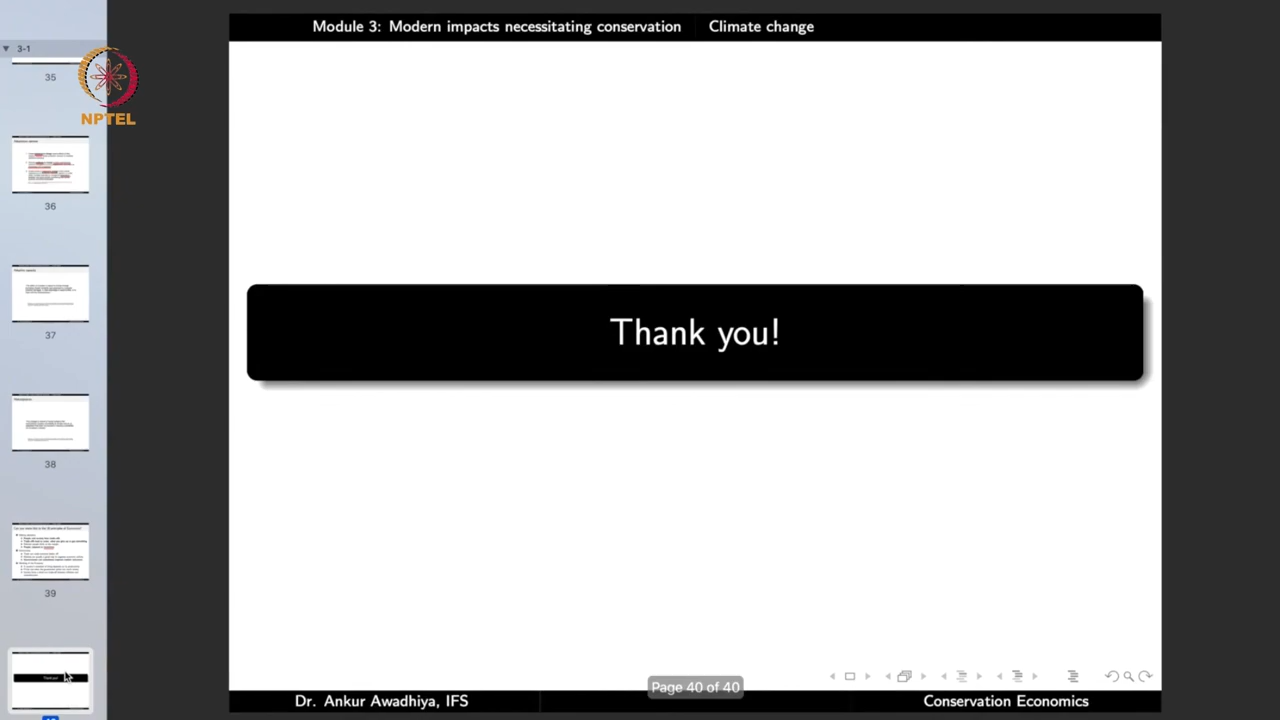 Module 3: Modern impacts necessitating conservation Climate change
3-1
35
NPTEL
36
37
38
39
Thank you!
Page 40 of 40
Dr. Ankur Awadhiya, IFS Conservation Economics